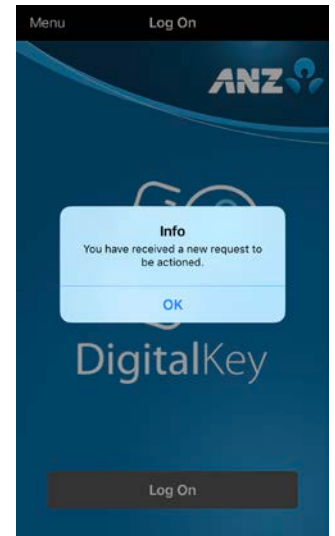 Menu Log On
ANZ
Info
You have received a new request to
be actioned.
OK
DigitalKey
Log On